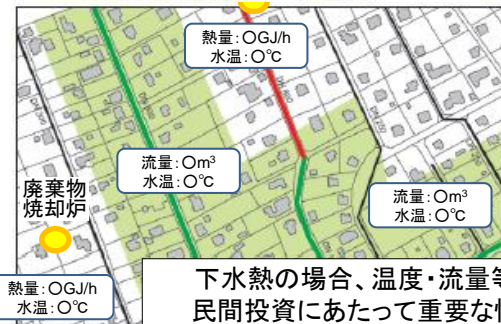 熱量:〇GJ/h
水温:〇℃
流量:〇m³
水温:〇℃
廃棄物
焼却炉
流量:〇m³
水温:〇℃
熱量:〇GJ/h
水温:〇℃
下水熱の場合、温度・流量等
民間投資にあたって重要な